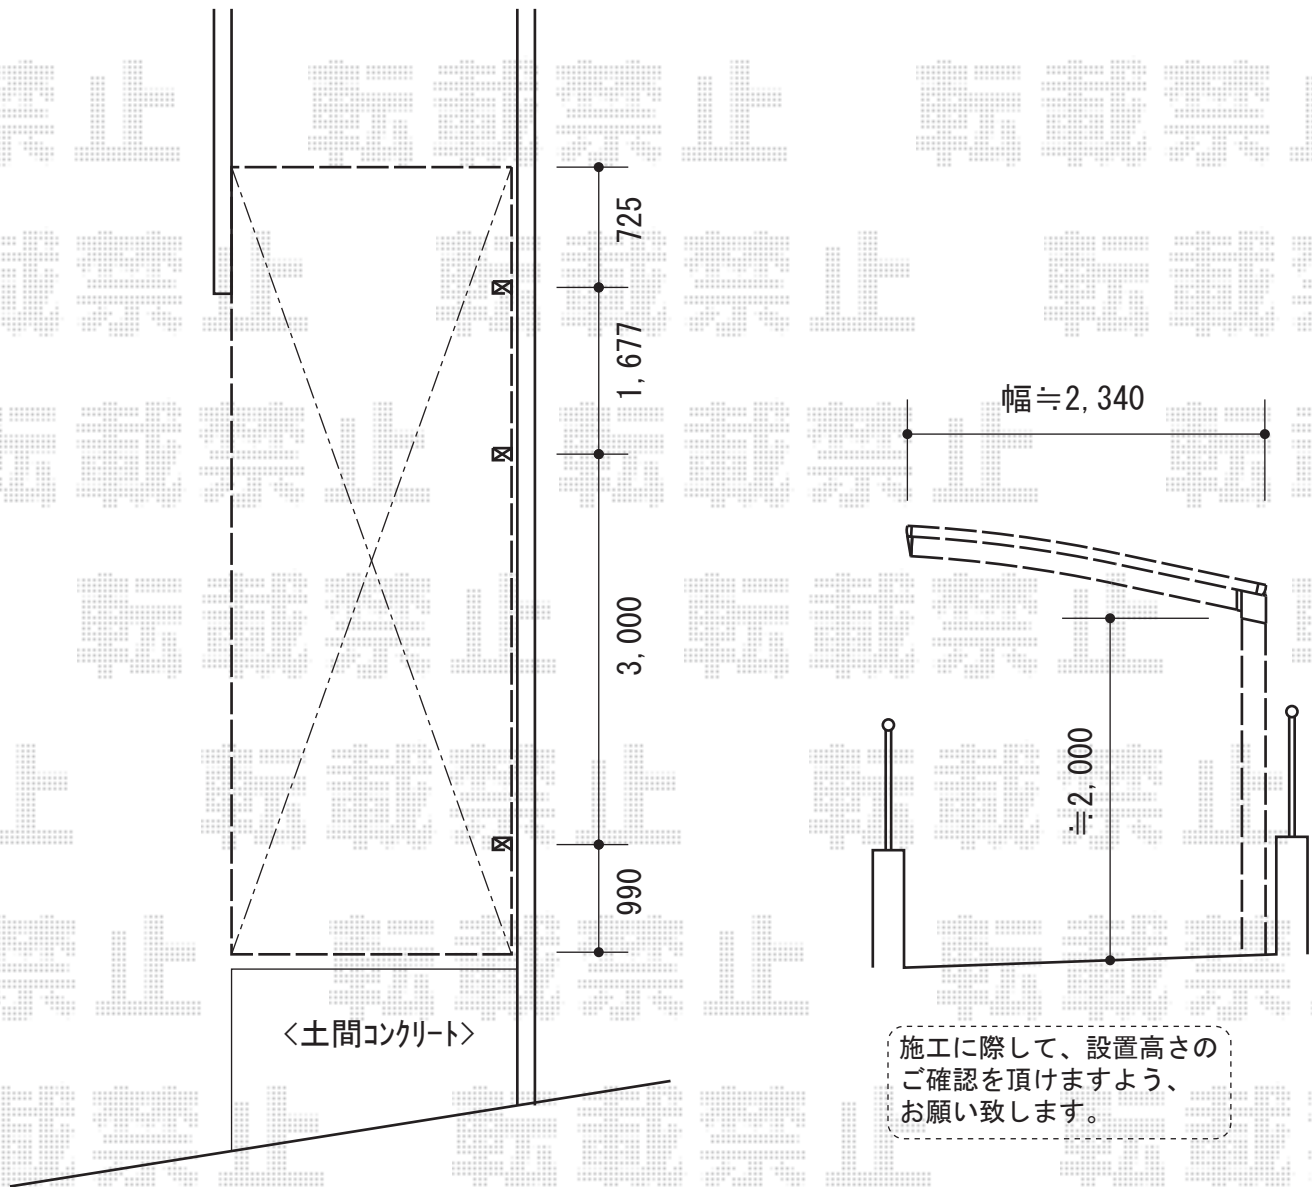 転載禁止
725
1,677
3,000
990
<土間コンクリート>
幅≒2,340
≒2,000
施工に際して、設置高さの
ご確認を頂けますよう、
お願い致します。